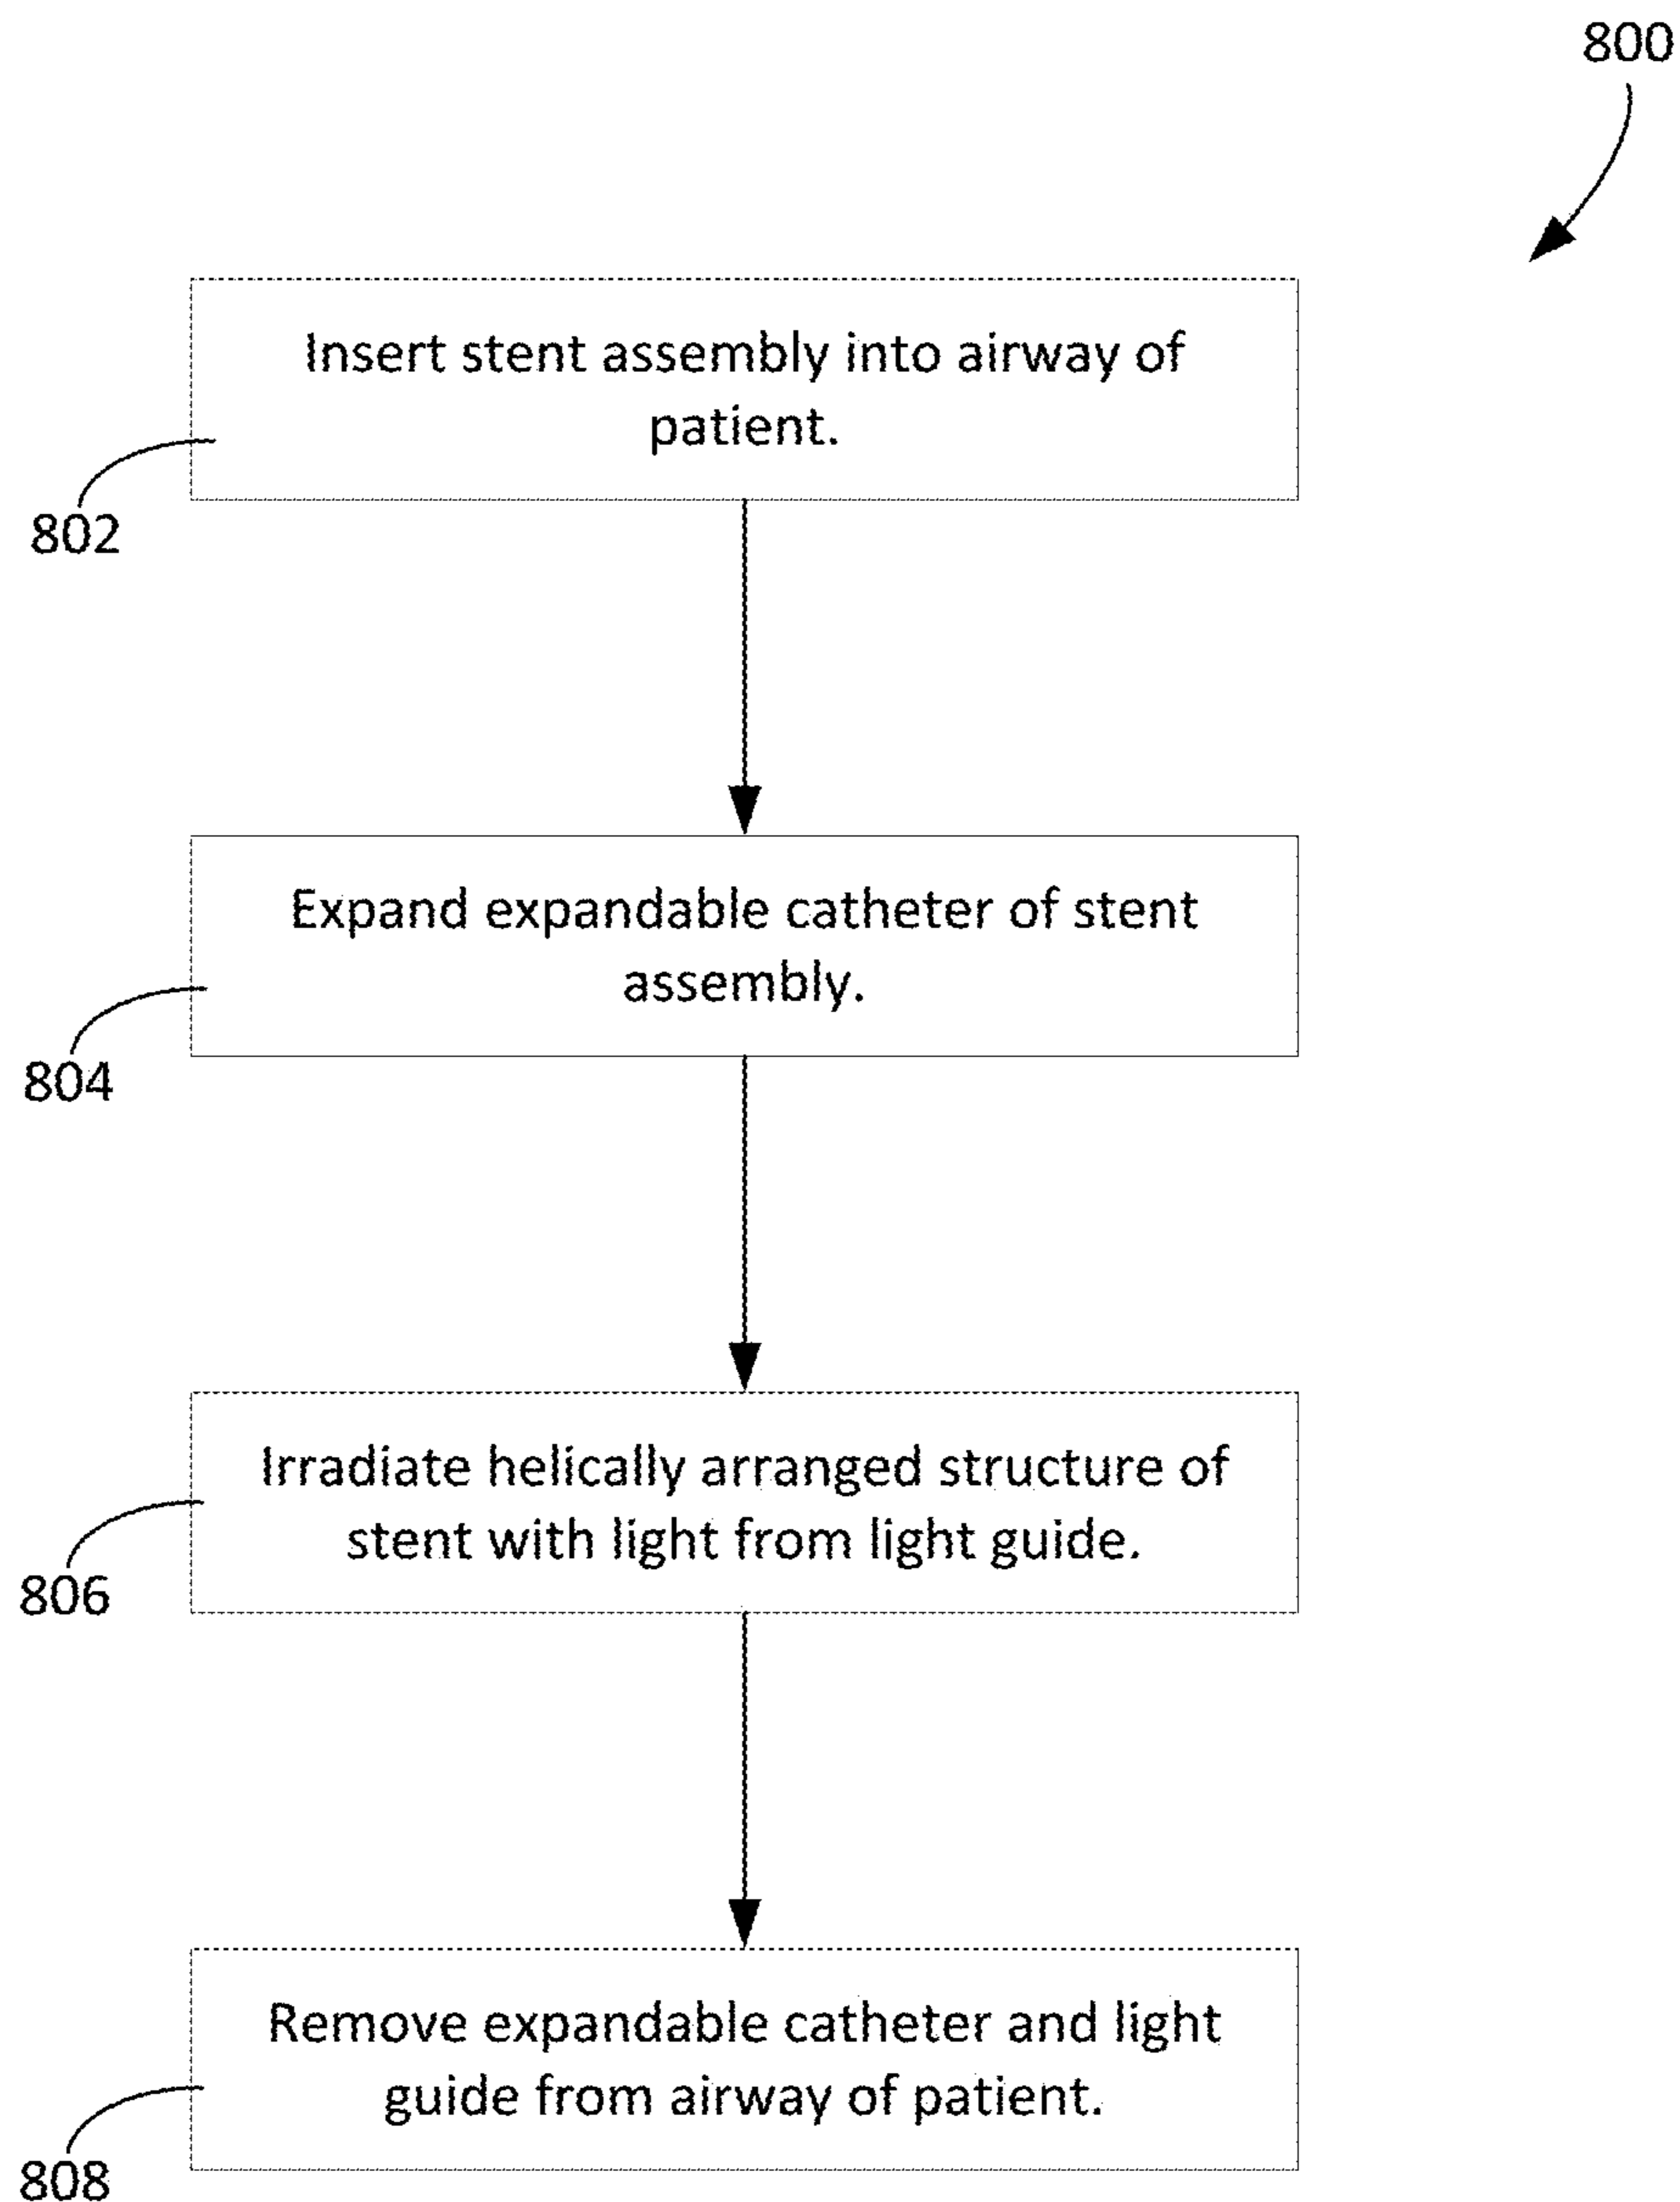 800
Insert stent assembly into airway of
patient.
802
Expand expandable catheter of stent
assembly.
804
Irradiate helically arranged structure of
stent with light from light guide.
806
Remove expandable catheter and light
guide from airway of patient.
808